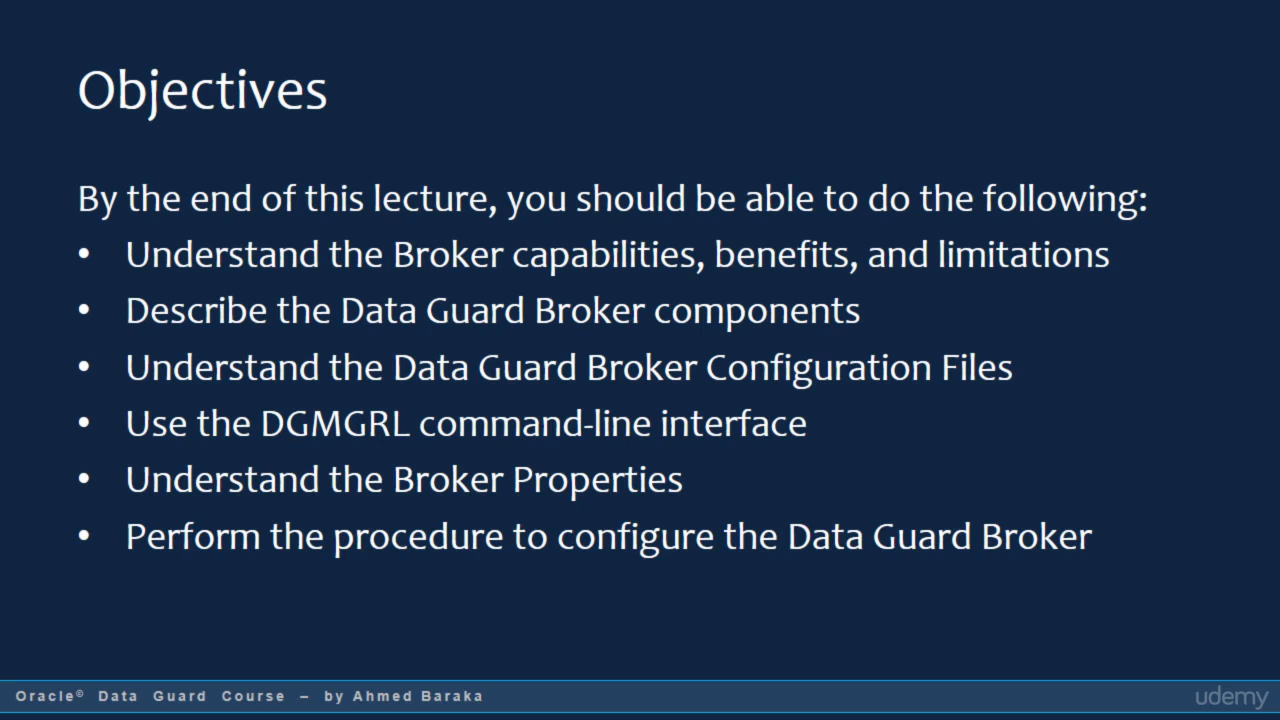 Objectives
By the end of this lecture, you should be able to do the following:
• Understand the Broker capabilities, benefits, and limitations
• Describe the Data Guard Broker components
• Understand the Data Guard Broker Configuration Files
• Use the DGMGRL command-line interface
• Understand the Broker Properties
• Perform the procedure to configure the Data Guard Broker
Oracle© Data Guard Course – by Ahmed Baraka
udemy